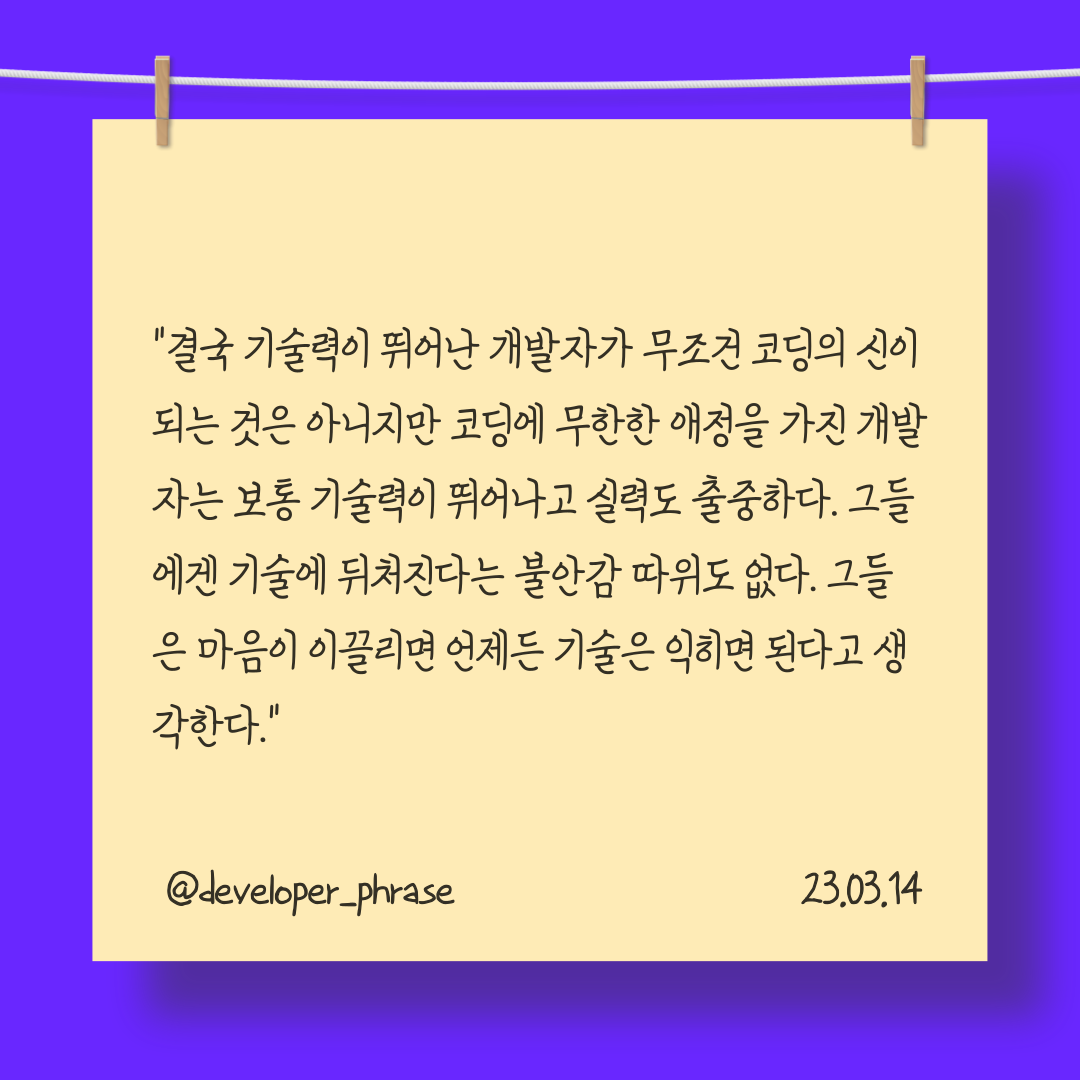 "결국 기술력이 뛰어난 개발자가 무조건 코딩의 신이
되는 것은 아니지만 코딩에 무한한 애정을 가진 개발
자는 보통 기술력이 뛰어나고 실력도 출중하다. 그들
에겐 기술에 뒤처진다는 불안감 따위도 없다. 그들
은 마음이 이끌리면 언제든 기술은 익히면 된다고 생
각한다."
@developer_phrase 23.03.14